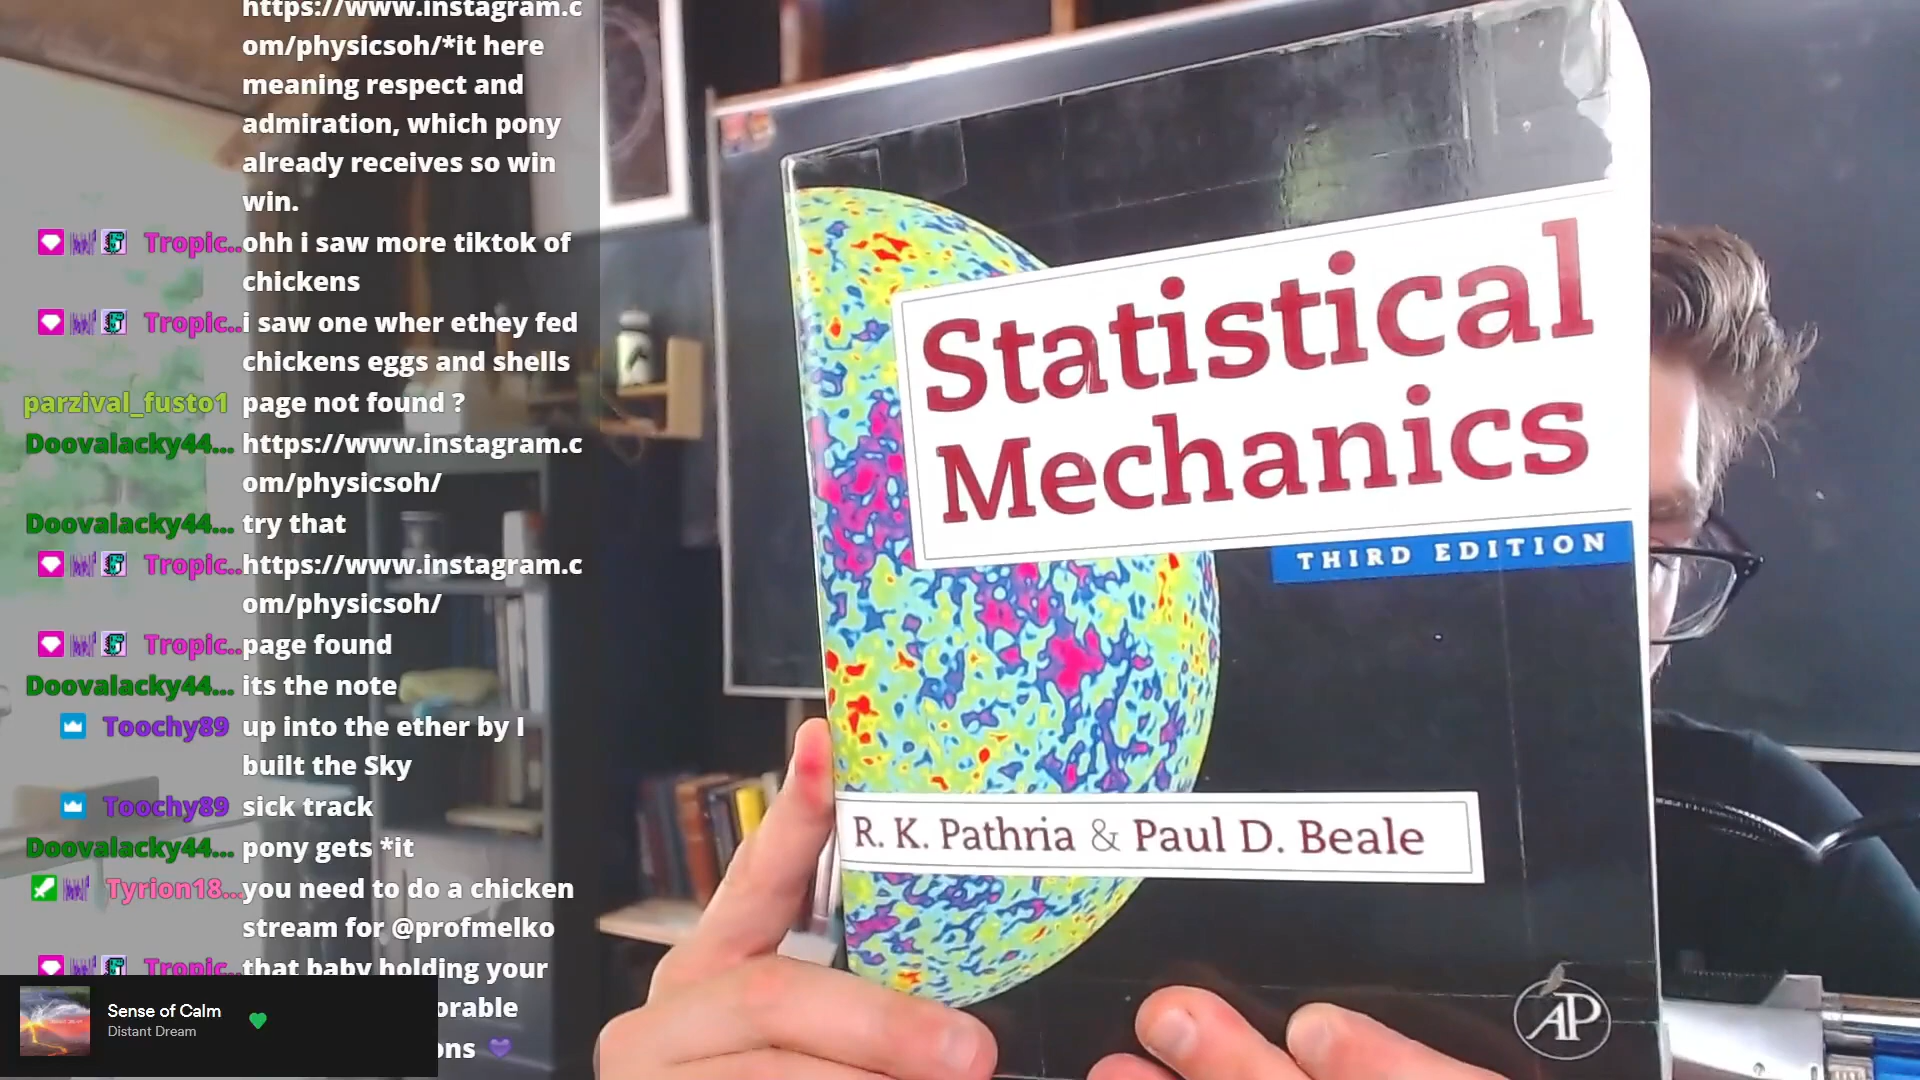 https://www.instagram.c
om/physicsoh/*it here
meaning respect and
admiration, which pony
already receives so win
win.
Tropic.. ohh i saw more tiktok of
chickens
Tropic.. i saw one wher ethey fed
chickens eggs and shells
parzival_fusto1 page not found ?
Doovalacky44... https://www.instagram.c
om/physicsoh/
Doovalacky44... try that
Tropic.. https://www.instagram.c
om/physicsoh/
Tropic.. page found
Doovalacky44... its the note
Toochy89 up into the ether by I
built the Sky
Toochy89 sick track
Doovalacky44... pony gets *it
Tyrion18... you need to do a chicken
stream for @profmelko
Tropic.. that baby holding your
orable
ons
Sense of Calm
Distant Dream
Statistical
Mechanics
THIRD EDITION
R. K. Pathria & Paul D. Beale
AP